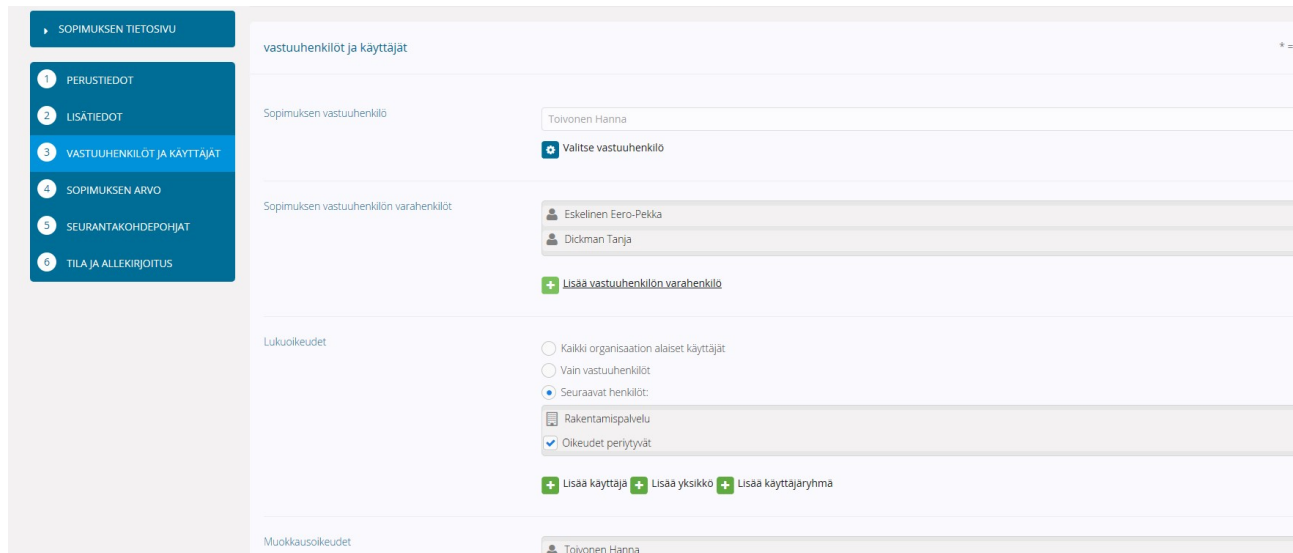 SOPIMUKSEN TIETOSIVU
1 PERUSTIEDOT
2 LISÄTIEDOT
3 VASTUUHENKILÖT JA KÄYTTÄJÄT
4 SOPIMUKSEN ARVO
5 SEURANTAKOHDEPOHJAT
6 TILA JA ALLEKIRJOITUS
vastuuhenkilöt ja käyttäjät
* =
Sopimuksen vastuuhenkilö
Toivonen Hanna
Valitse vastuuhenkilö
Sopimuksen vastuuhenkilön varahenkilöt
Eskelinen Eero-Pekka
Dickman Tanja
Lisää vastuuhenkilön varahenkilö
Lukuoikeudet
Kaikki organisaation alaiset käyttäjät
Vain vastuuhenkilöt
Seuraavat henkilöt:
Rakentamispalvelu
Oikeudet periytyvät
Lisää käyttäjä Lisää yksikkö Lisää käyttäjäryhmä
Muokkausoikeudet
Toivonen Hanna